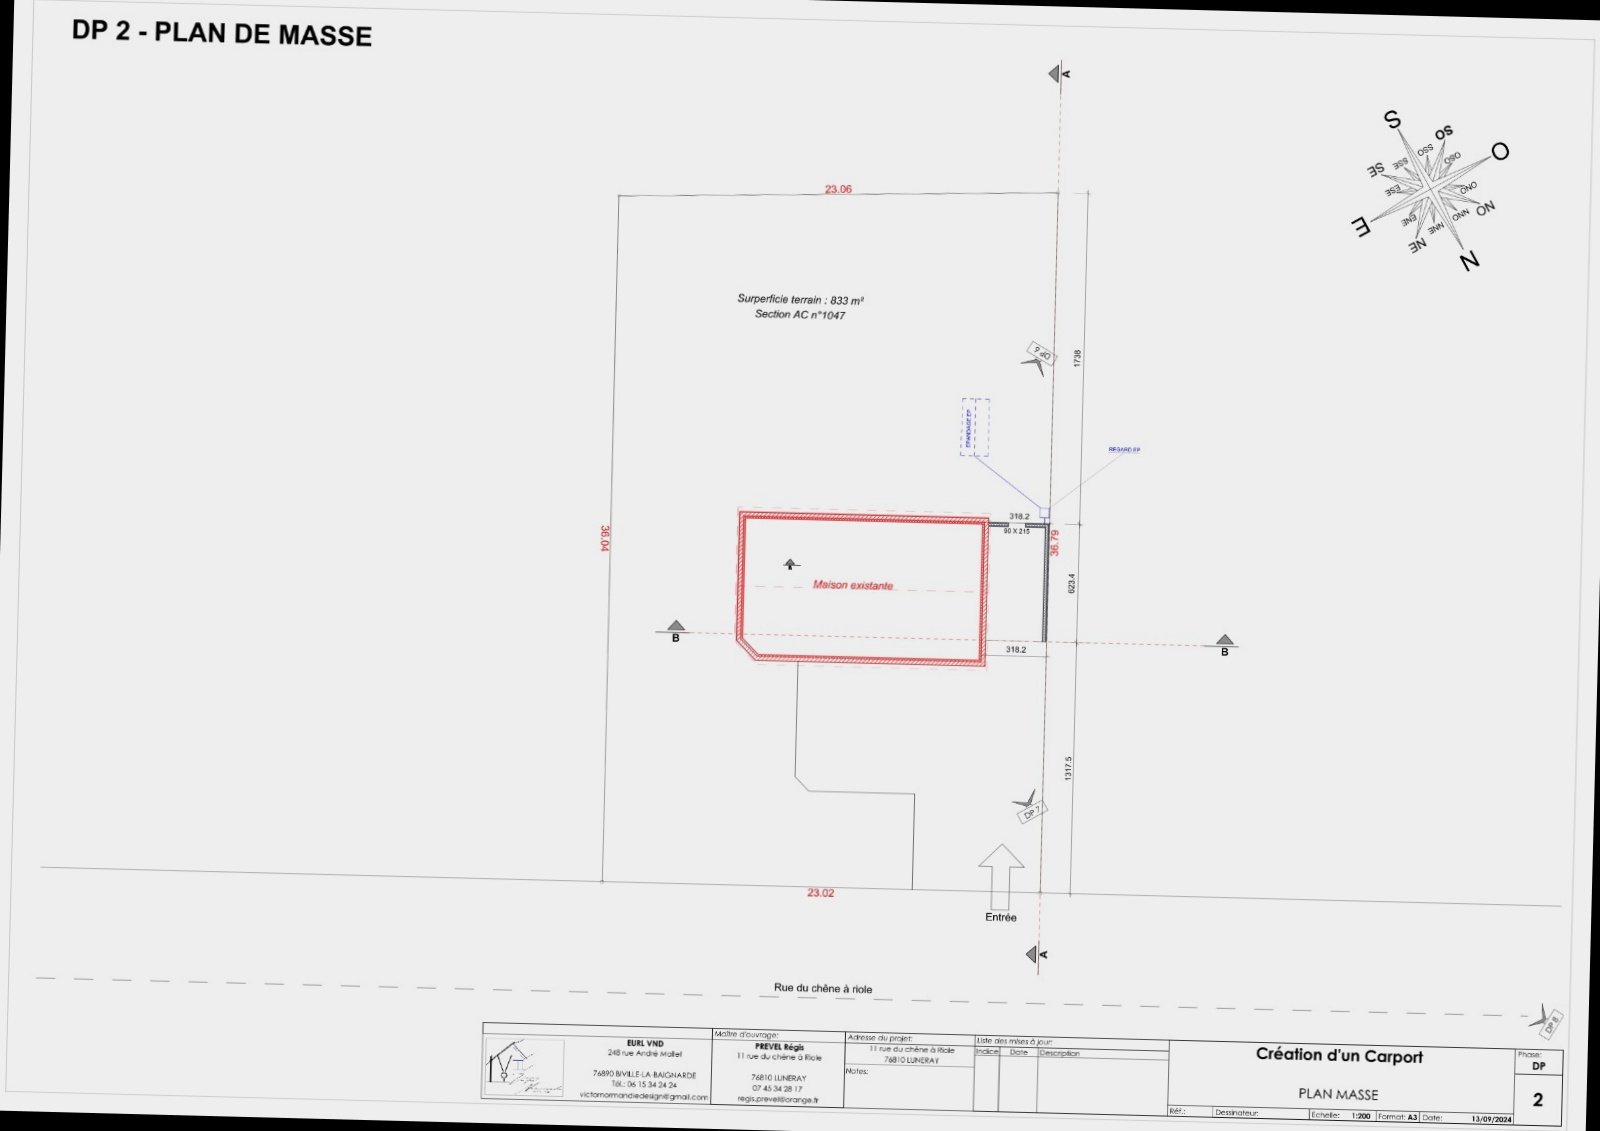 DP 2 - PLAN DE MASSE
A
S
SO
SSO
OSO
O
SSE
SE
ESE
ONO
E
ENE
NE
NNE
NNO
NO
N
23.06
Surperficie terrain : 833 m²
Section AC n°1047
DP 6
1738
EPANDAGE EP
REGARD EP
318.2
90 X 215
36.04
36.79
Maison existante
623.4
B
B
318.2
1317.5
DP 7
23.02
Entrée
A
Rue du chêne à riole
DP 8
EURL VND
248 rue André Mallet
76890 BIVILLE-LA-BAIGNARDE
Tél.: 06 15 34 24 24
victornormandiedesign@gmail.com
Maître d'ouvrage:
PREVEL Régis
11 rue du chêne à Riole
76810 LUNERAY
07 45 34 28 17
regis.prevel@orange.fr
Adresse du projet:
11 rue du chêne à Riole
76810 LUNERAY
Notes:
Liste des mises à jour:
Indice Date Description
Création d'un Carport
PLAN MASSE
Réf.: Dessinateur: Echelle: 1:200 Format: A3 Date: 13/09/2024
Phase:
DP
2